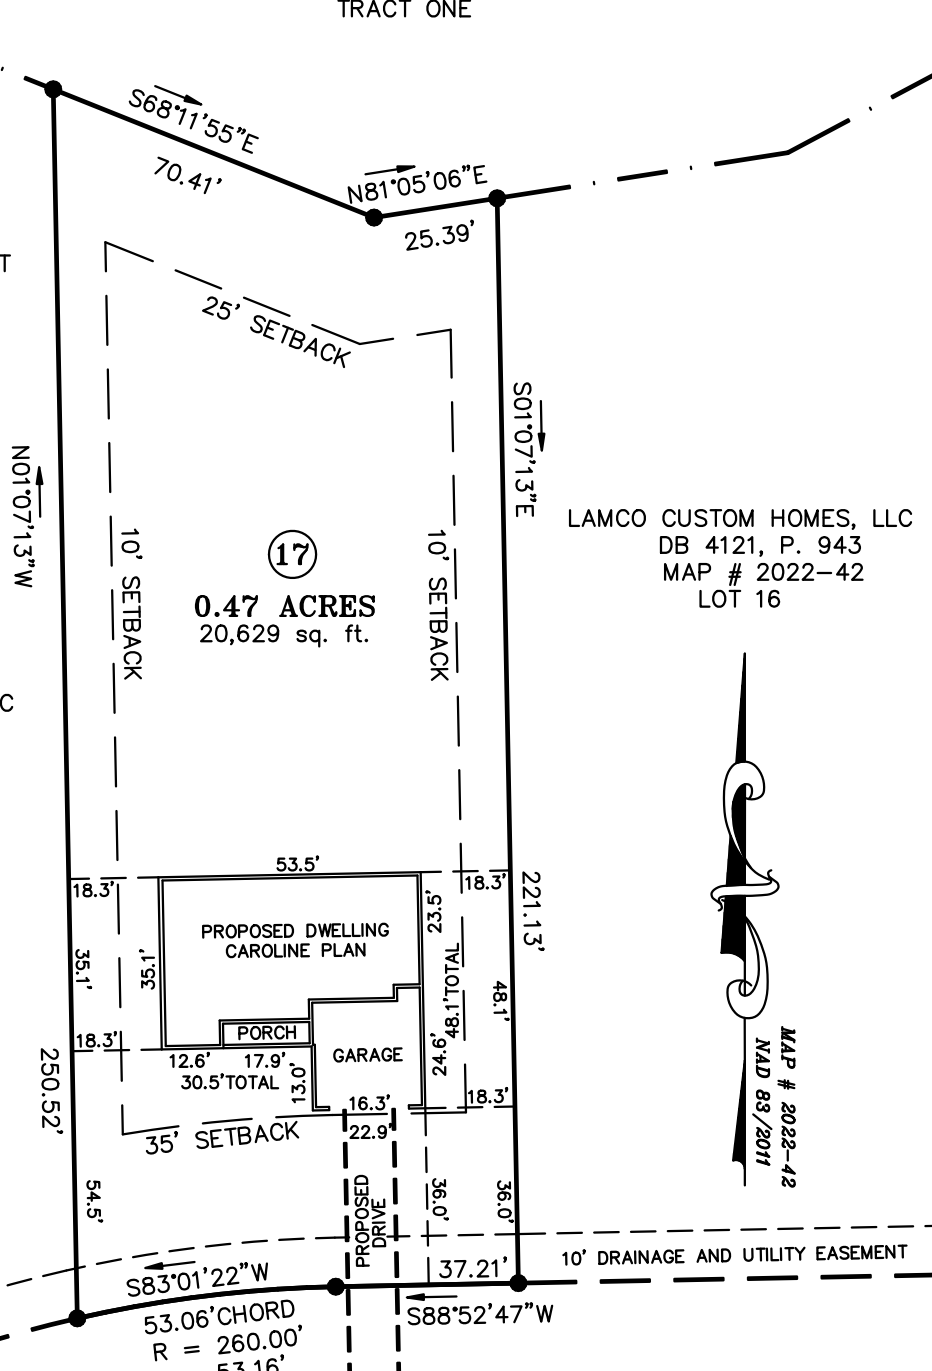 TRACT ONE
S68°11'55"E
70.41'
N81°05'06"E
25.39'
T
25' SETBACK
N01°07'13"W
S01°07'13"E
10' SETBACK
10' SETBACK
17
0.47 ACRES
20,629 sq. ft.
LAMCO CUSTOM HOMES, LLC
DB 4121, P. 943
MAP # 2022-42
LOT 16
C
53.5'
18.3'
18.3'
221.13'
PROPOSED DWELLING
CAROLINE PLAN
23.5'
35.1'
35.1'
48.1'TOTAL
48.1'
18.3'
PORCH
GARAGE
12.6'
17.9'
30.5'TOTAL
13.0'
24.6'
250.52'
16.3'
18.3'
22.9'
35' SETBACK
MAP # 2022-42
NAD 83/2011
54.5'
PROPOSED
DRIVE
36.0'
36.0'
10' DRAINAGE AND UTILITY EASEMENT
S83°01'22"W
37.21'
53.06'CHORD
S88°52'47"W
R = 260.00'
53.16'